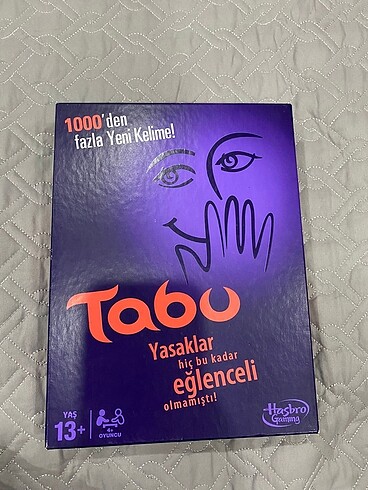 1000'den
fazla Yeni Kelime!
Tabu
Yasaklar
hiç bu kadar
eğlenceli
olmamıştı!
YAŞ
13+
4+
OYUNCU
Hasbro
Gaming